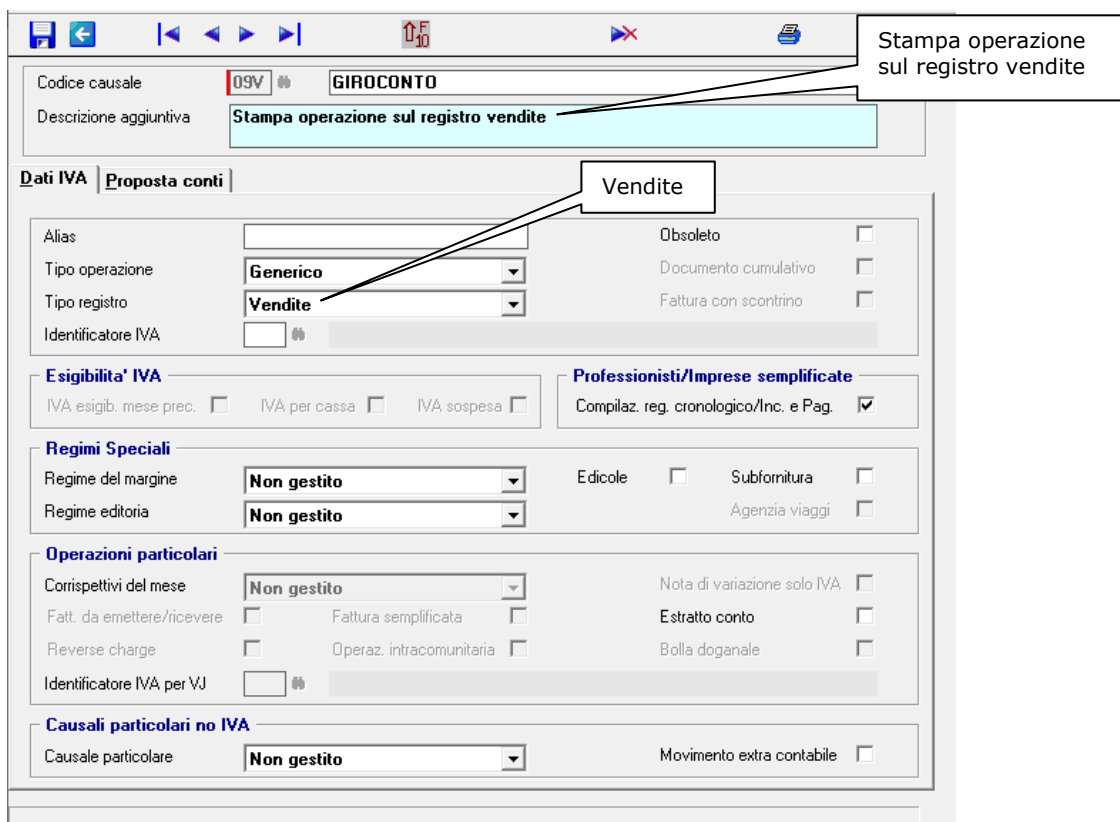 F
10
Stampa operazione
sul registro vendite
Codice causale 09V GIROCONTO
Descrizione aggiuntiva Stampa operazione sul registro vendite
Dati IVA Proposta conti
Vendite
Alias Obsoleto
Tipo operazione Generico Documento cumulativo
Tipo registro Vendite Fattura con scontrino
Identificatore IVA
Esigibilita' IVA Professionisti/Imprese semplificate
IVA esigib. mese prec. IVA per cassa IVA sospesa Compilaz. reg. cronologico/Inc. e Pag.
Regimi Speciali
Regime del margine Non gestito Edicole Subfornitura
Regime editoria Non gestito Agenzia viaggi
Operazioni particolari
Corrispettivi del mese Non gestito Nota di variazione solo IVA
Fatt. da emettere/ricevere Fattura semplificata Estratto conto
Reverse charge Operaz. intracomunitaria Bolla doganale
Identificatore IVA per VJ
Causali particolari no IVA
Causale particolare Non gestito Movimento extra contabile